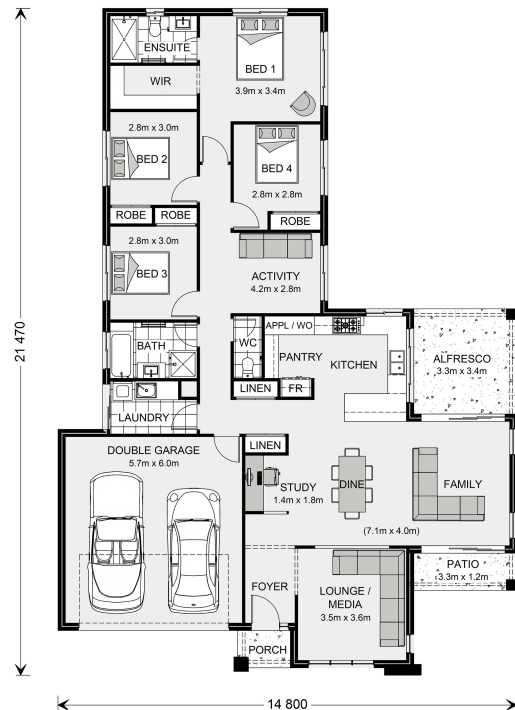 ENSUITE
BED 1
3.9m x 3.4m
WIR
2.8m x 3.0m
BED 2
BED 4
2.8m x 2.8m
ROBE
ROBE
ROBE
2.8m x 3.0m
BED 3
ACTIVITY
4.2m x 2.8m
APPL / WO
WC
BATH
PANTRY
KITCHEN
ALFRESCO
3.3m x 3.4m
LINEN
FR
LAUNDRY
DOUBLE GARAGE
5.7m x 6.0m
LINEN
STUDY
1.4m x 1.8m
DINE
FAMILY
(7.1m x 4.0m)
PATIO
3.3m x 1.2m
FOYER
LOUNGE /
MEDIA
3.5m x 3.6m
PORCH
21 470
14 800